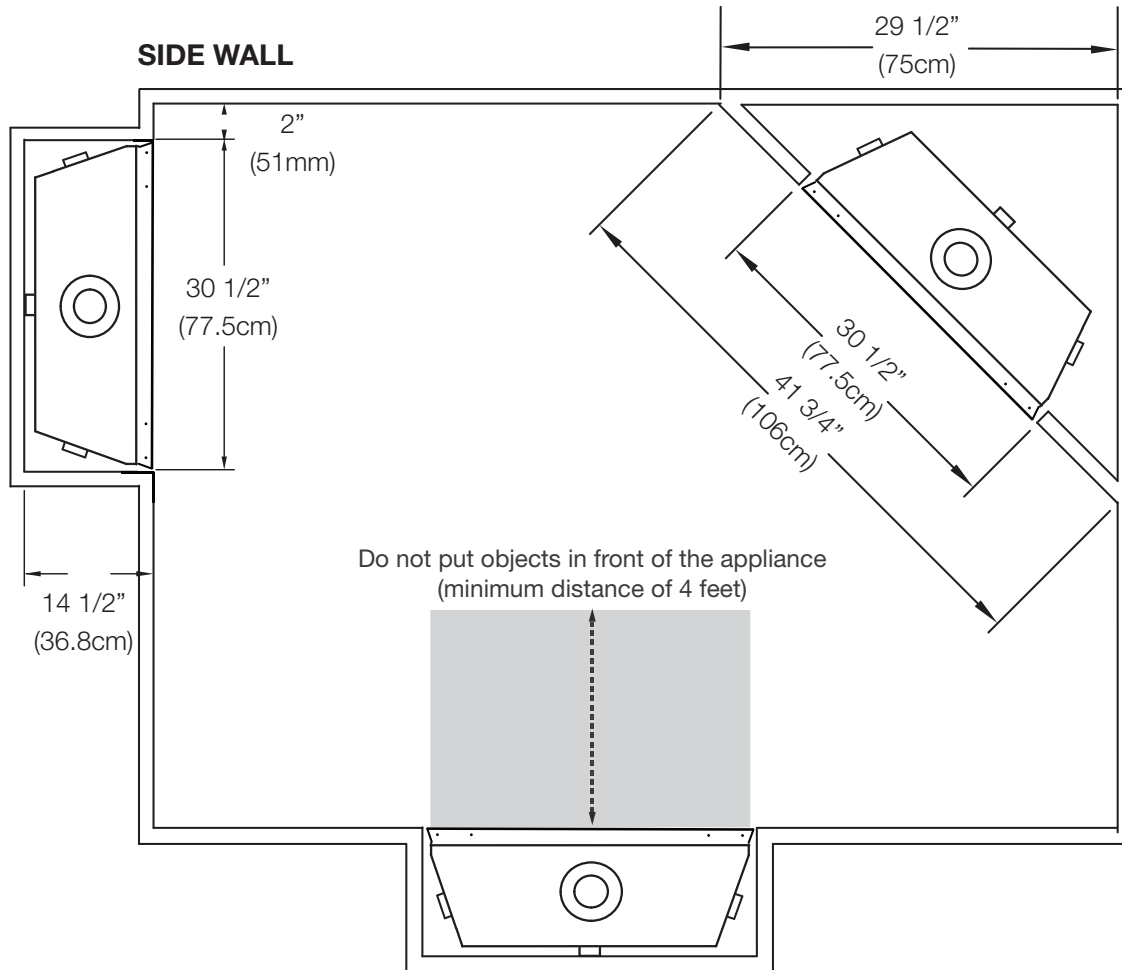 SIDE WALL
29 1/2”
(75cm)
2”
(51mm)
30 1/2”
(77.5cm)
30 1/2”
(77.5cm)
41 3/4”
(106cm)
Do not put objects in front of the appliance
(minimum distance of 4 feet)
14 1/2”
(36.8cm)